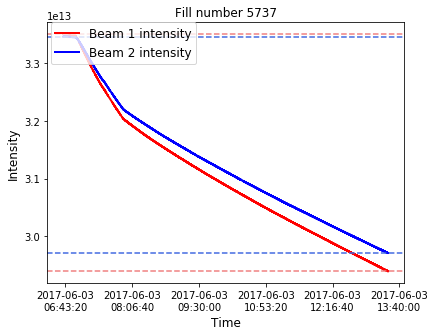 Fill number 5737
1e13
Beam 1 intensity
Beam 2 intensity
3.3
3.2
3.1
3.0
Intensity
2017-06-03 2017-06-03 2017-06-03 2017-06-03 2017-06-03 2017-06-03
06:43:20 08:06:40 09:30:00 10:53:20 12:16:40 13:40:00
Time